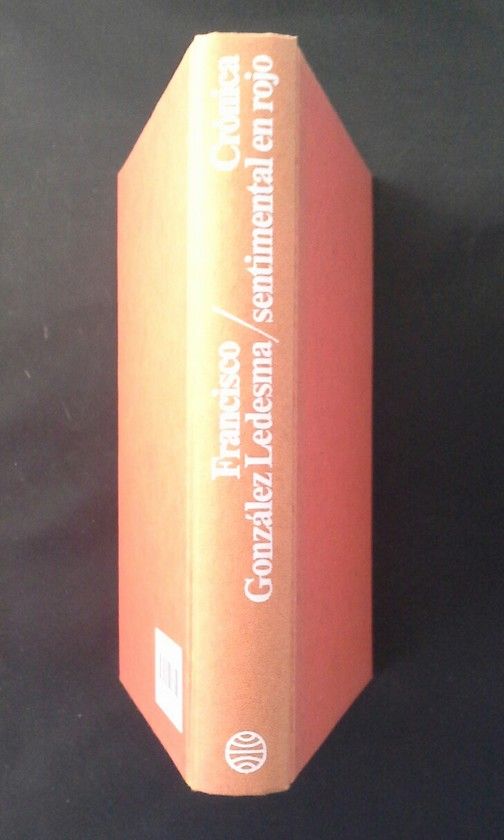 Francisco
González Ledesma / 
Crónica
sentimental en rojo